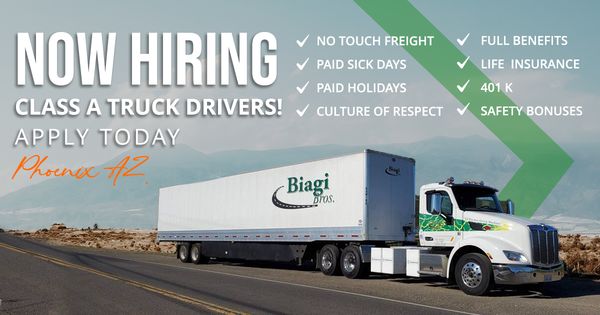 NOW HIRING
CLASS A TRUCK DRIVERS!
APPLY TODAY
Phoenix AZ.
NO TOUCH FREIGHT
PAID SICK DAYS
PAID HOLIDAYS
CULTURE OF RESPECT
FULL BENEFITS
LIFE INSURANCE
401 K
SAFETY BONUSES
Biagi
Bros.